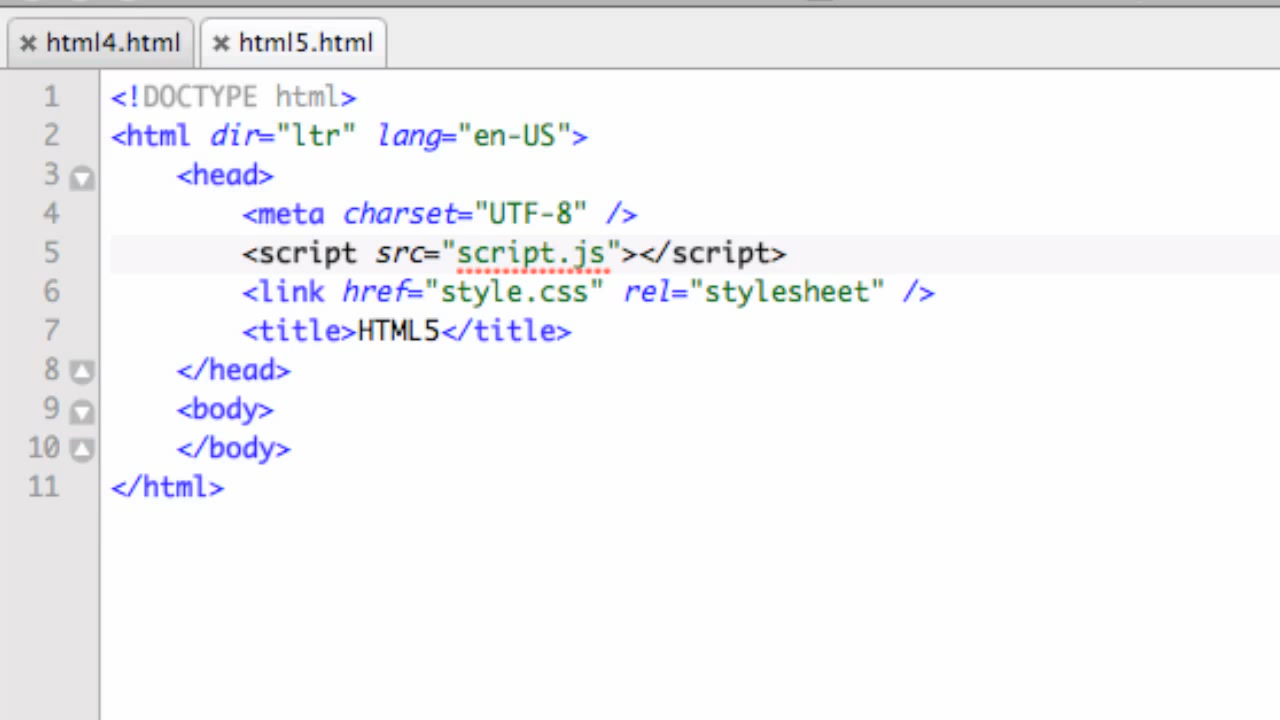 html4.html html5.html
1 <!DOCTYPE html>
2 <html dir="ltr" lang="en-US">
3 <head>
4 <meta charset="UTF-8" />
5 <script src="script.js"></script>
6 <link href="style.css" rel="stylesheet" />
7 <title>HTML5</title>
8 </head>
9 <body>
10 </body>
11 </html>